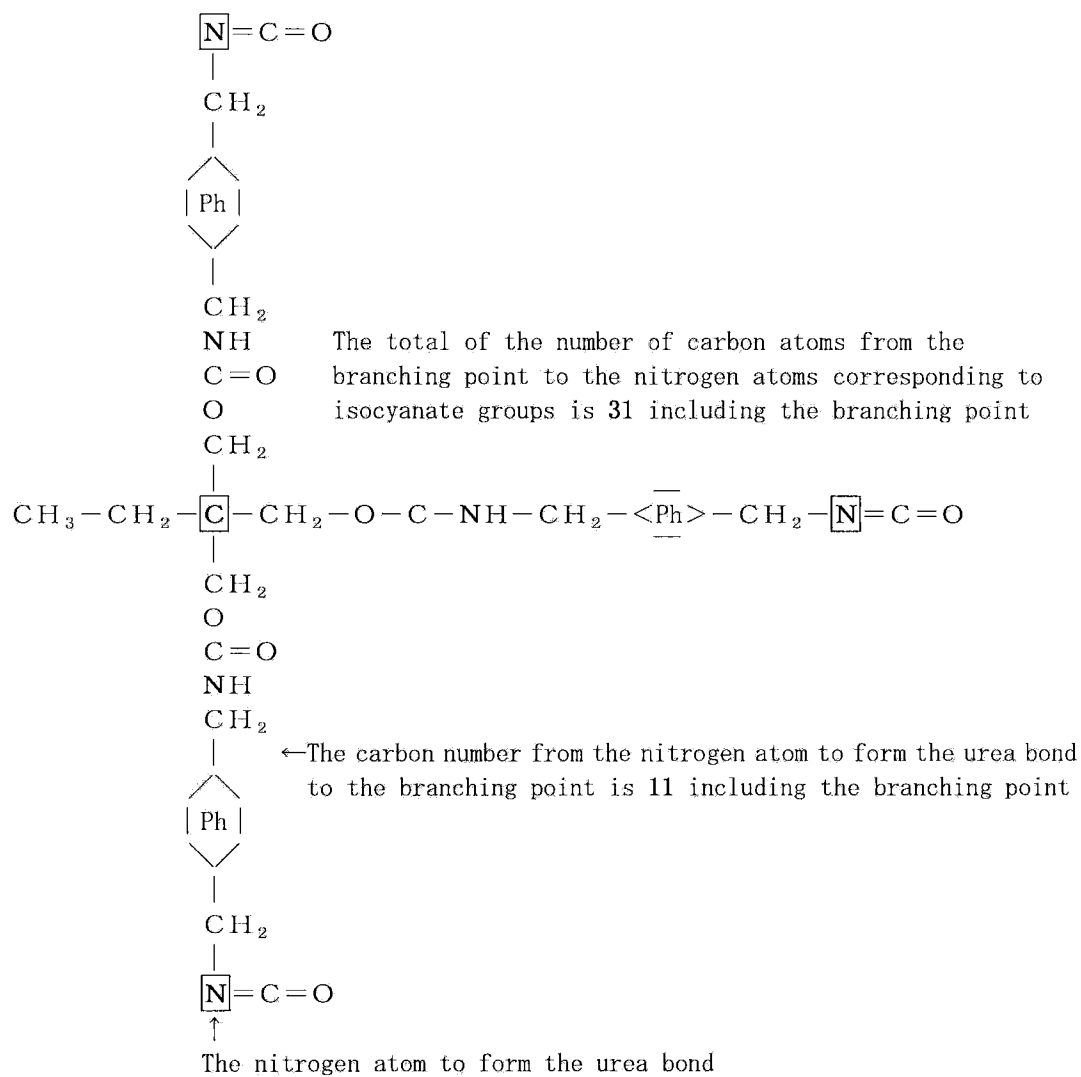 N=C=O
CH₂
Ph
CH₂
NH
C=O
O
CH₂
The total of the number of carbon atoms from the
branching point to the nitrogen atoms corresponding to
isocyanate groups is 31 including the branching point
CH₃-CH₂-C-CH₂-O-C-NH-CH₂-<Ph>-CH₂-N=C=O
CH₂
O
C=O
NH
CH₂
←The carbon number from the nitrogen atom to form the urea bond
to the branching point is 11 including the branching point
Ph
CH₂
N=C=O
↑
The nitrogen atom to form the urea bond